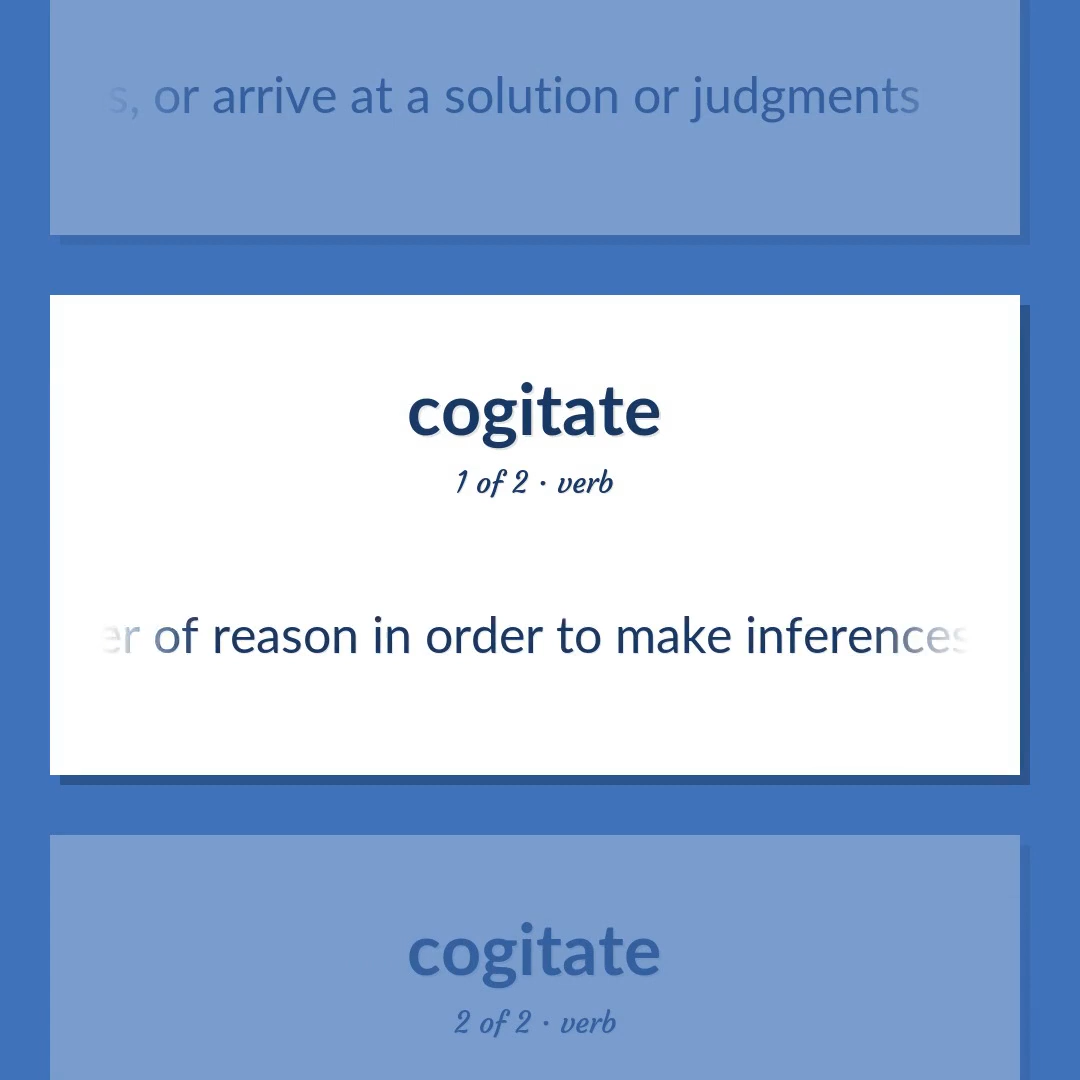 s, or arrive at a solution or judgments
cogitate
1 of 2 · verb
er of reason in order to make inferences
cogitate
2 of 2 · verb